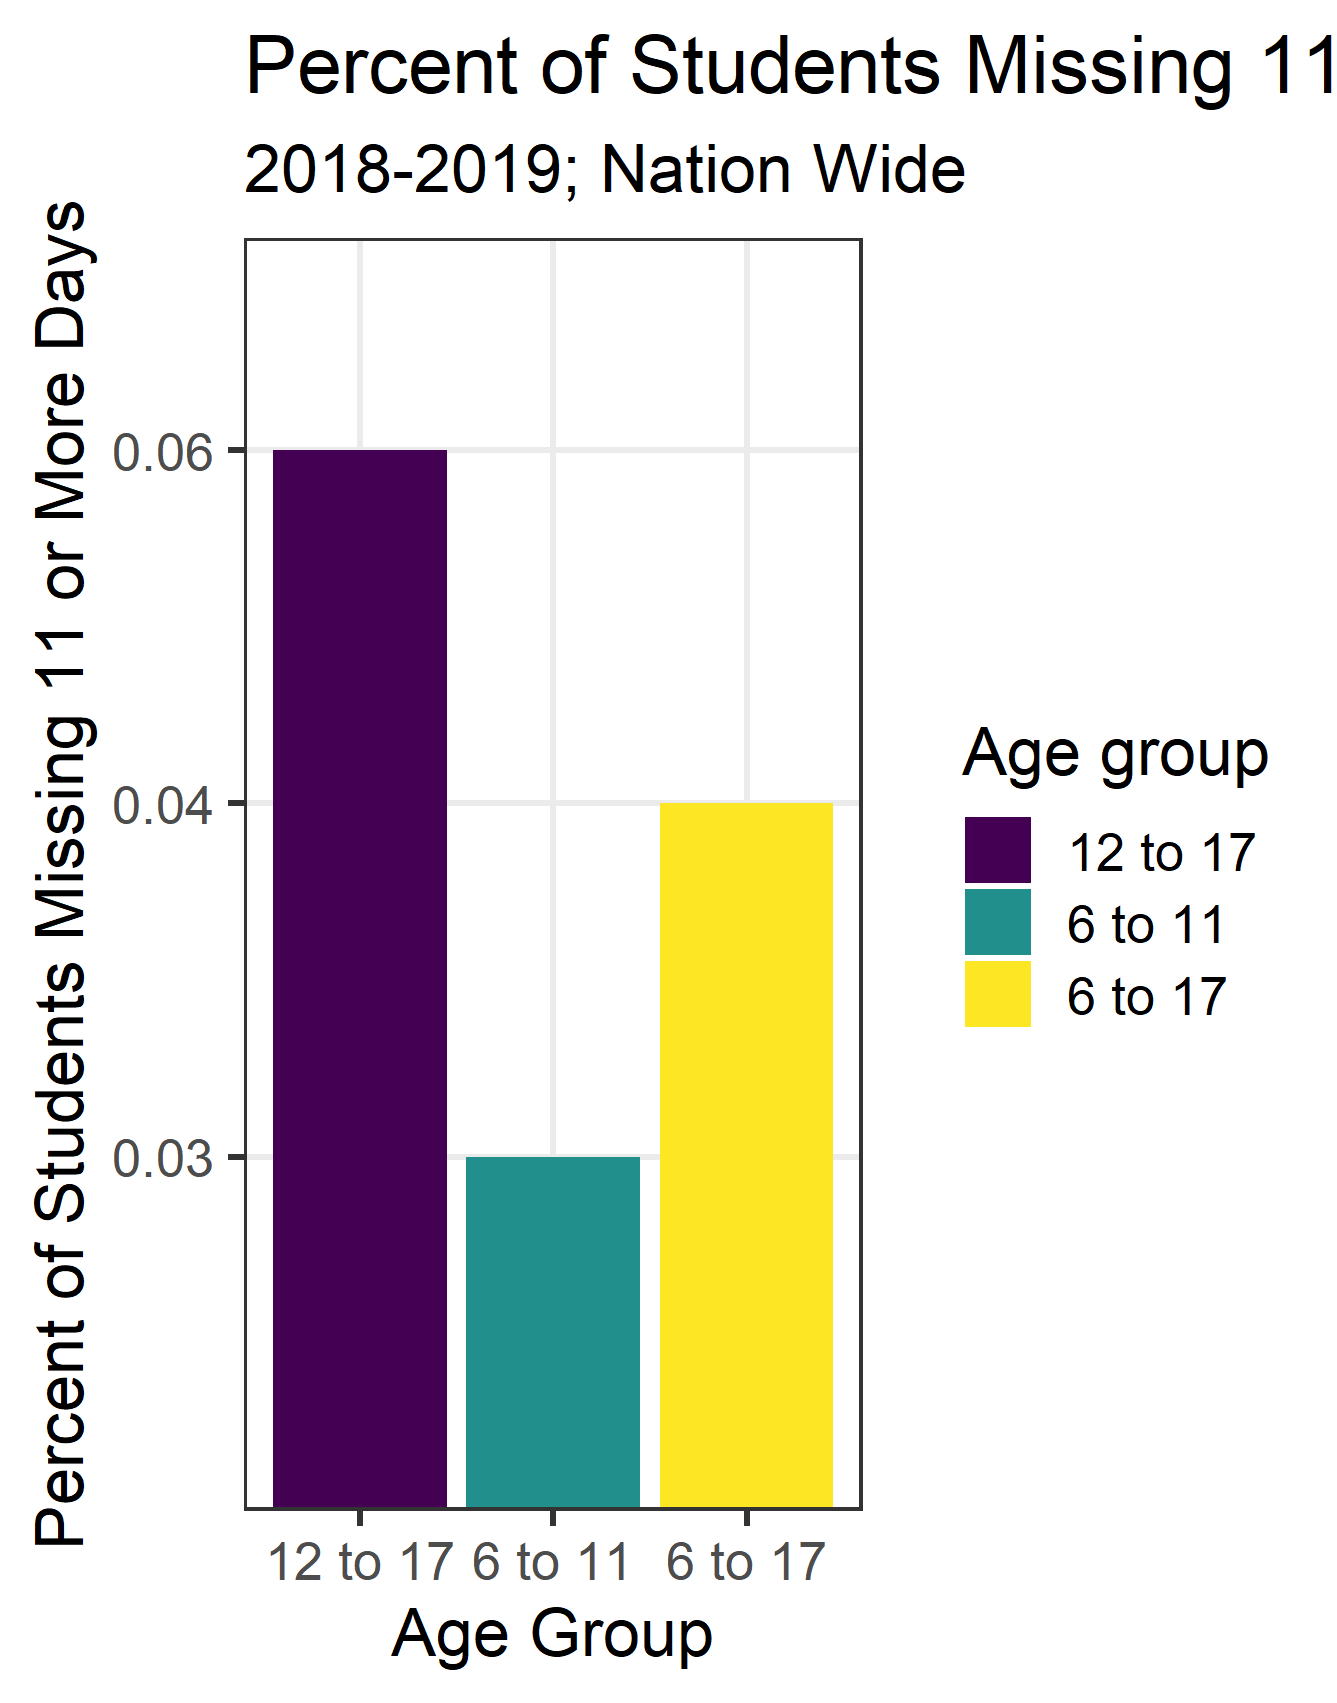 Percent of Students Missing 11
2018-2019; Nation Wide
Percent of Students Missing 11 or More Days
0.06
0.04
0.03
12 to 17
6 to 11
6 to 17
Age Group
Age group
12 to 17
6 to 11
6 to 17